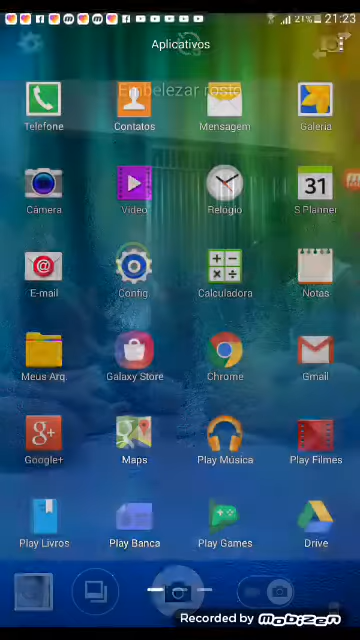 21% 21:23
Aplicativos
Embelezar rosto
Telefone Contatos Mensagem Galeria
31
Câmera Vídeo Relógio S Planner
E-mail Config. Calculadora Notas
Meus Arq. Galaxy Store Chrome Gmail
g+
Google+ Maps Play Música Play Filmes
Play Livros Play Banca Play Games Drive
Recorded by Mobizen